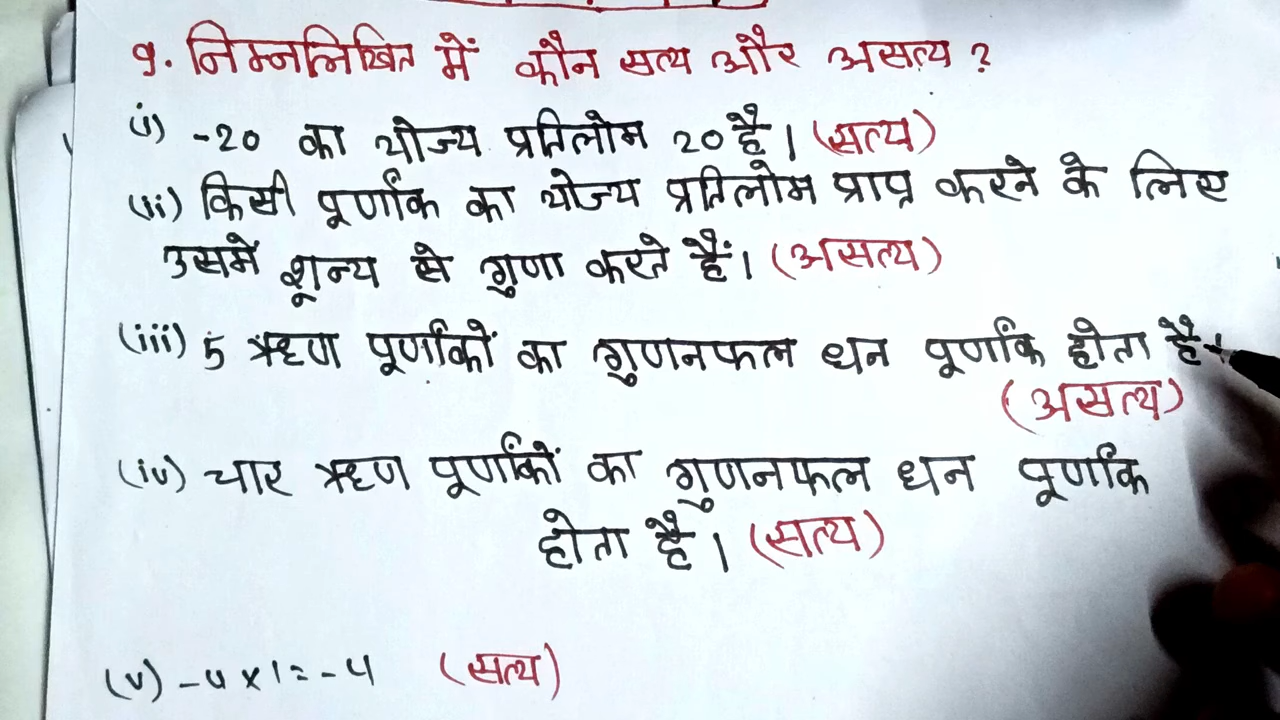 9. निम्नलिखित में कौन सत्य और असत्य ?
(i) -20 का योज्य प्रतिलोम 20 है। (सत्य)
(ii) किसी पूर्णांक का योज्य प्रतिलोम प्राप्त करने के लिए
उसमें शून्य से गुणा करते हैं। (असत्य)
(iii) 5 ऋण पूर्णांकों का गुणनफल धन पूर्णांक होता है।
(असत्य)
(iv) चार ऋण पूर्णांकों का गुणनफल धन पूर्णांक
होता है। (सत्य)
(v) -4 × 1 = -4 (सत्य)